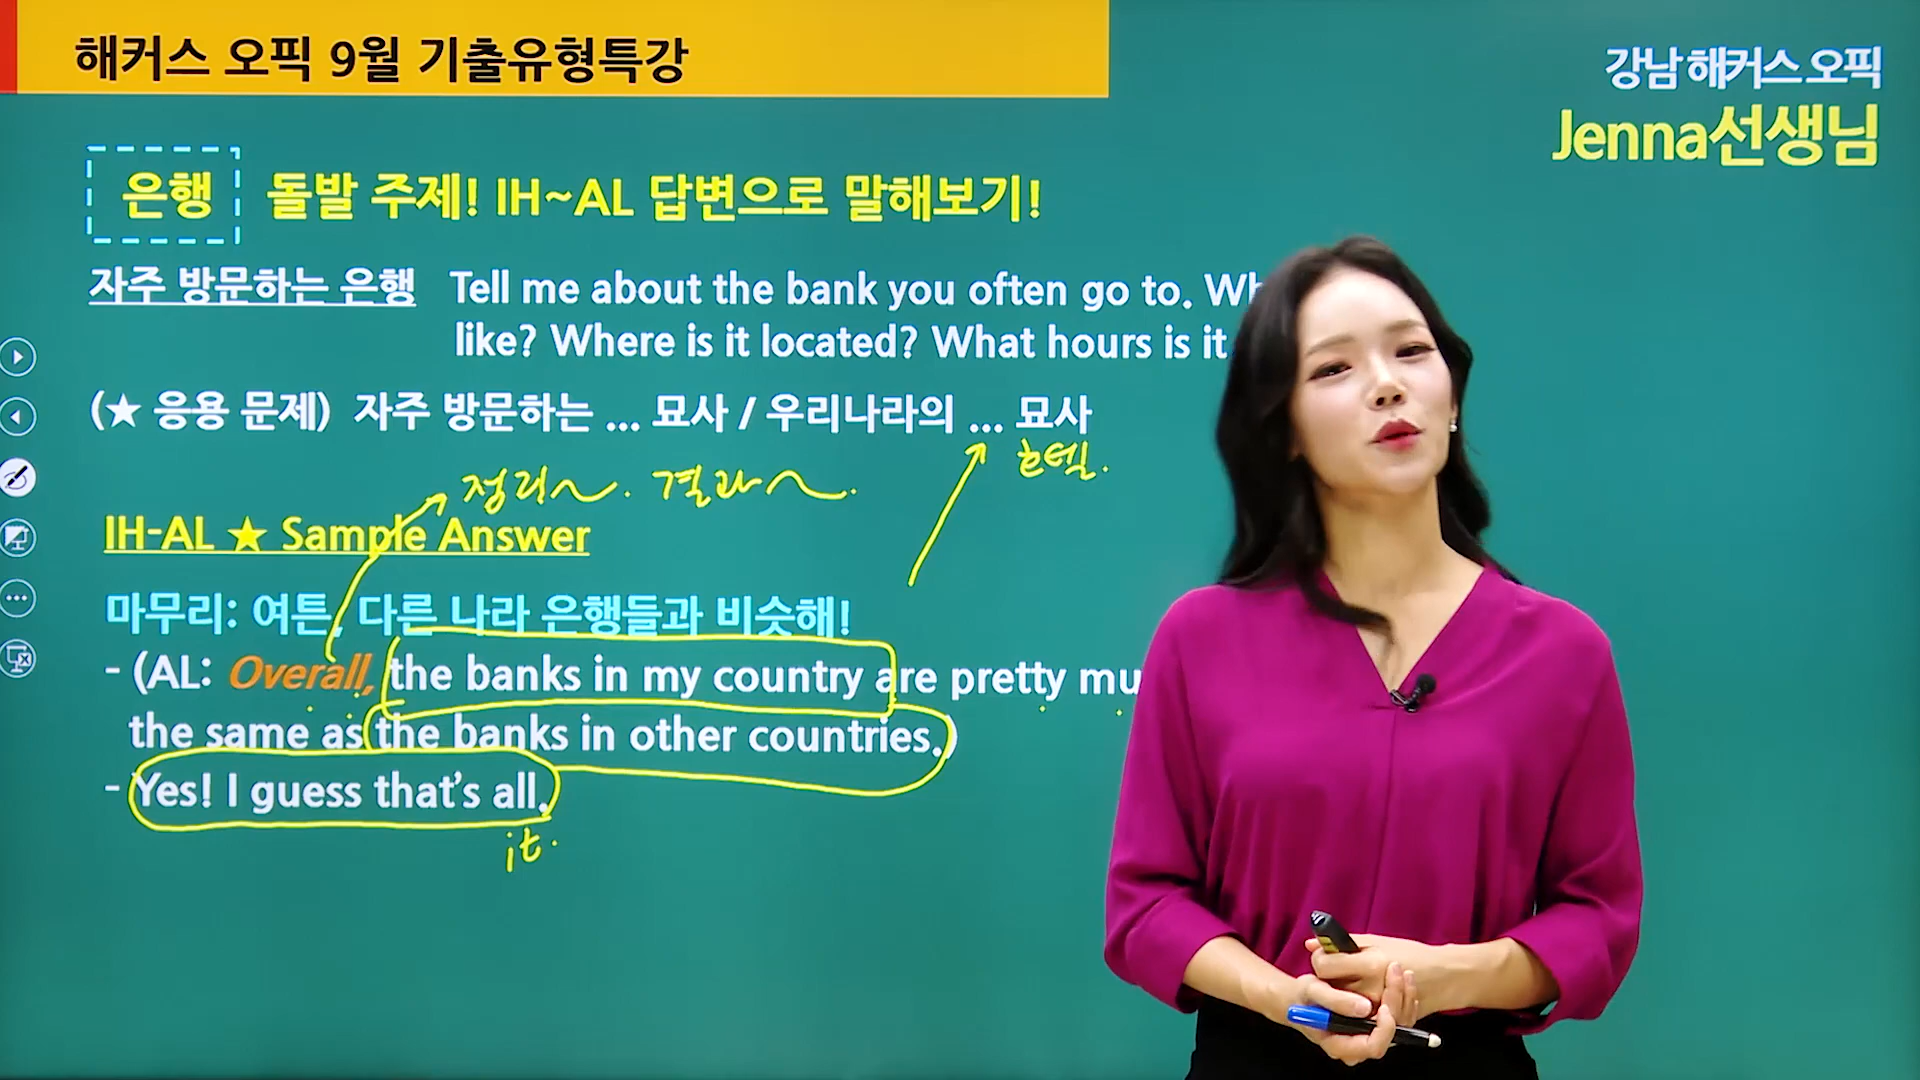 해커스 오픽 9월 기출유형특강
강남 해커스 오픽
Jenna선생님
은행 돌발 주제! IH~AL 답변으로 말해보기!
자주 방문하는 은행 Tell me about the bank you often go to.
like? Where is it located? What hours is it
(★ 응용 문제) 자주 방문하는 ... 묘사 / 우리나라의 ... 묘사
호텔.
정리~. 결과~.
IH-AL ★ Sample Answer
마무리: 여튼, 다른 나라 은행들과 비슷해!
- (AL: Overall, the banks in my country are pretty mu
the same as the banks in other countries.)
- Yes! I guess that's all.
it.